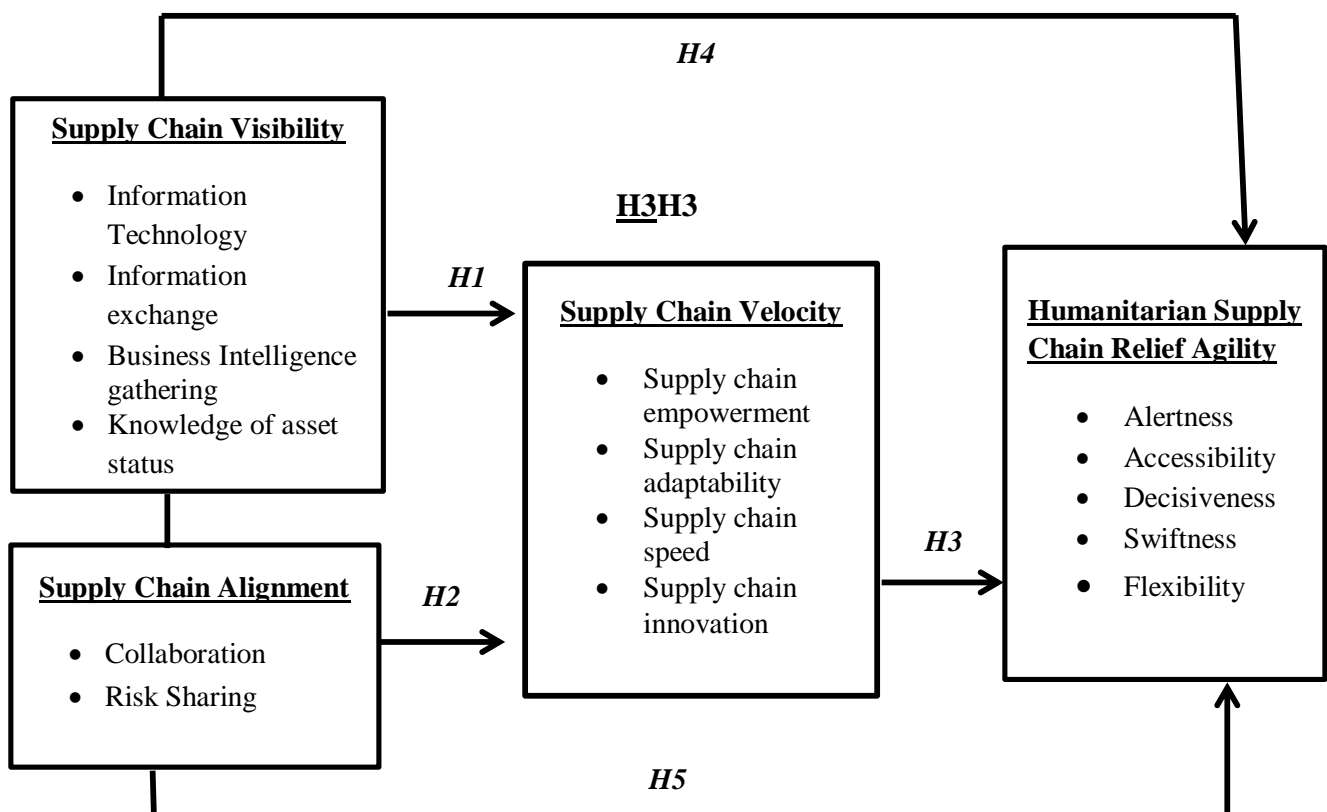 H4
Supply Chain Visibility
• Information
Technology
• Information
exchange
• Business Intelligence
gathering
• Knowledge of asset
status
H1
H3H3
Supply Chain Velocity
• Supply chain
empowerment
• Supply chain
adaptability
• Supply chain
speed
• Supply chain
innovation
Humanitarian Supply
Chain Relief Agility
• Alertness
• Accessibility
• Decisiveness
• Swiftness
• Flexibility
H3
Supply Chain Alignment
• Collaboration
• Risk Sharing
H2
H5